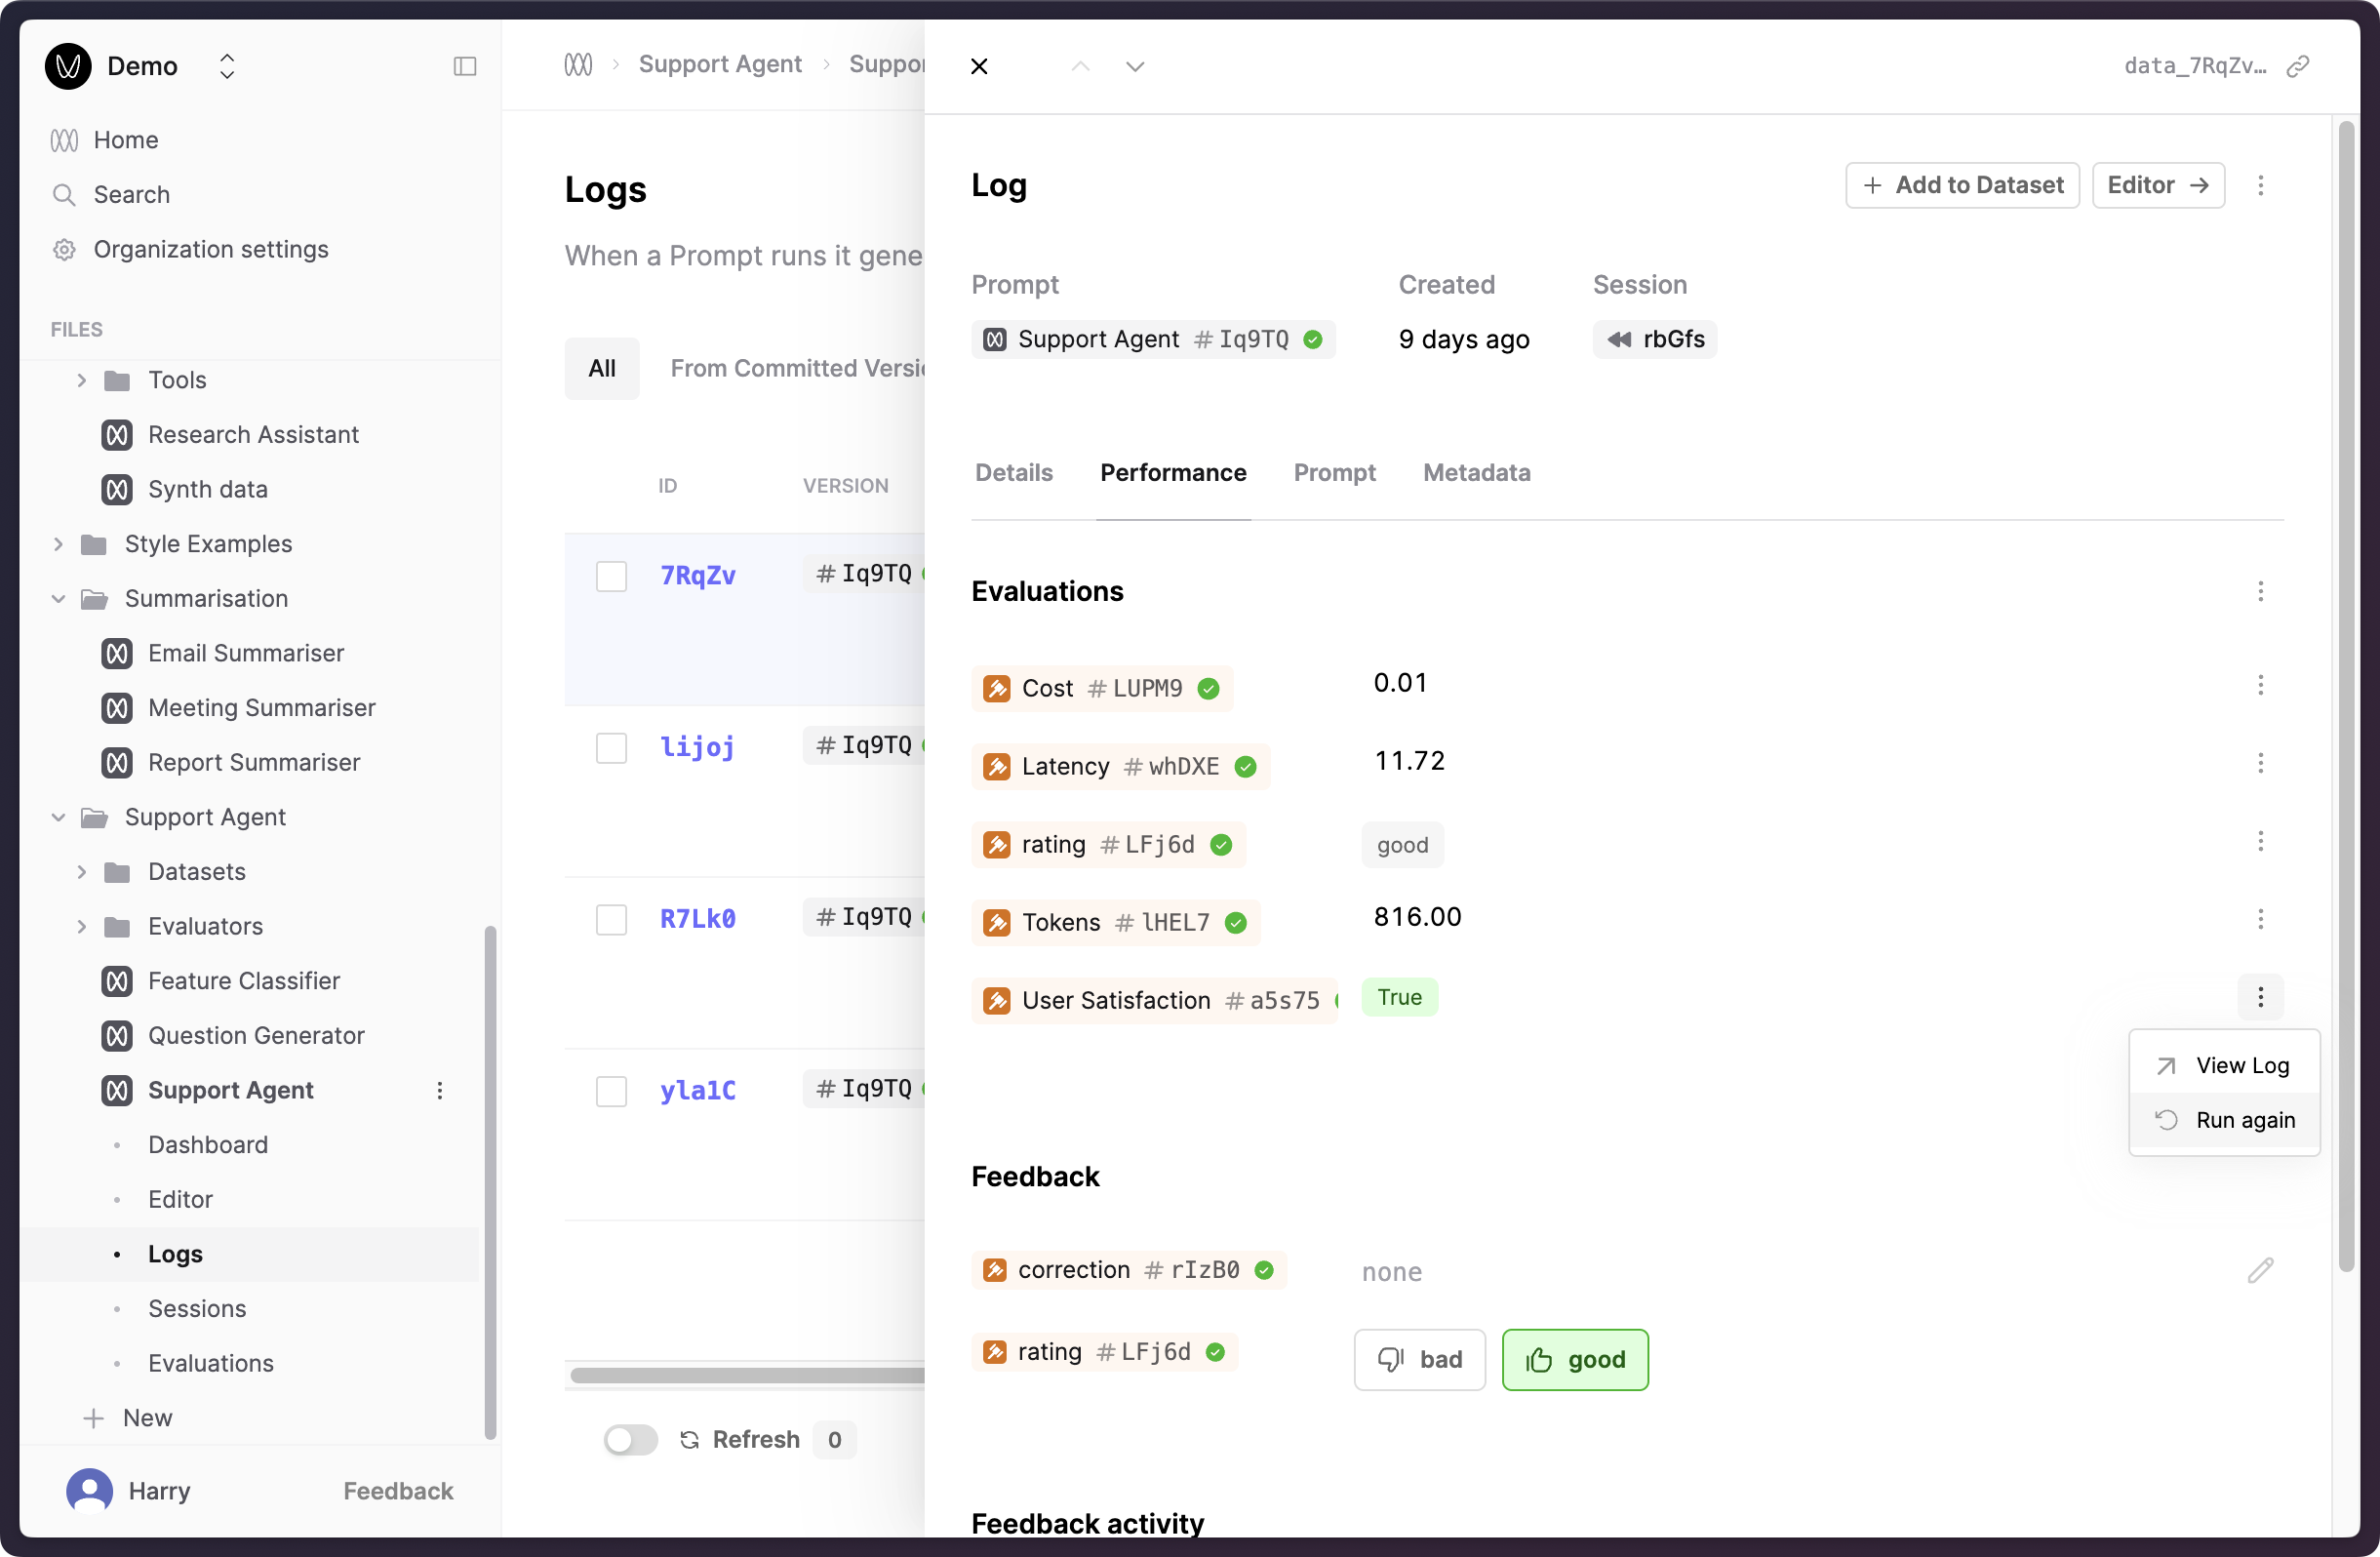 Demo
Home
Search
Organization settings
FILES
Tools
Research Assistant
Synth data
Style Examples
Summarisation
Email Summariser
Meeting Summariser
Report Summariser
Support Agent
Datasets
Evaluators
Feature Classifier
Question Generator
Support Agent
Dashboard
Editor
Logs
Sessions
Evaluations
New
Harry
Feedback
Support Agent
Logs
When a Prompt runs it gene
All
From Committed
ID
VERSION
7RqZv
# Iq9TQ
lijoj
# Iq9TQ
R7Lk0
# Iq9TQ
yla1C
# Iq9TQ
Refresh
0
data_7RqZv…
Log
Add to Dataset
Editor
Prompt
Created
Session
Support Agent # Iq9TQ
9 days ago
rbGfs
Details
Performance
Prompt
Metadata
Evaluations
Cost # LUPM9
0.01
Latency # whDXE
11.72
rating # LFj6d
good
Tokens # lHEL7
816.00
User Satisfaction # a5s75
True
View Log
Run again
Feedback
correction # rIzB0
none
rating # LFj6d
bad
good
Feedback activity